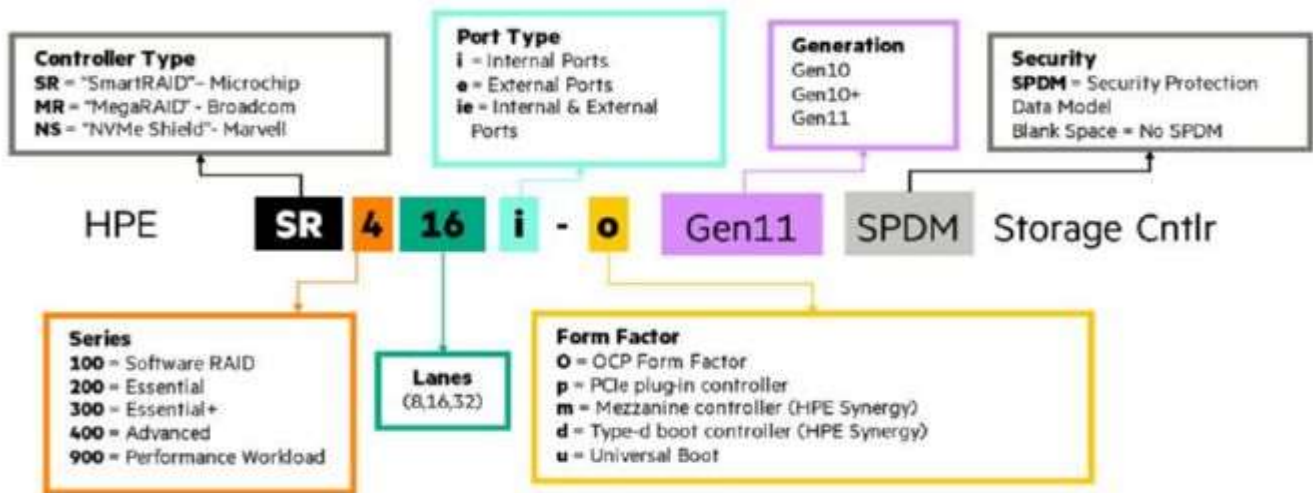 Controller Type
SR = "SmartRAID"- Microchip
MR = "MegaRAID" - Broadcom
NS = "NVMe Shield"- Marvell
Port Type
i = Internal Ports
e = External Ports
ie = Internal & External
Ports
Generation
Gen10
Gen10+
Gen11
Security
SPDM = Security Protection
Data Model
Blank Space = No SPDM
HPE SR 4 16 i - o Gen11 SPDM Storage Cntlr
Series
100 = Software RAID
200 = Essential
300 = Essential+
400 = Advanced
900 = Performance Workload
Lanes
(8,16,32)
Form Factor
O = OCP Form Factor
p = PCIe plug-in controller
m = Mezzanine controller (HPE Synergy)
d = Type-d boot controller (HPE Synergy)
u = Universal Boot